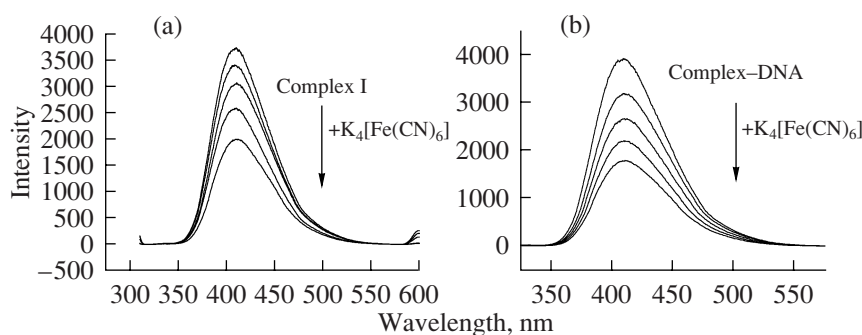 (a)
4000
3500
3000
2500
2000
1500
1000
500
0
−500
Intensity
Complex I
+K₄[Fe(CN)₆]
300 350 400 450 500 550 600
(b)
4000
3000
2000
1000
0
Complex–DNA
+K₄[Fe(CN)₆]
350 400 450 500 550
Wavelength, nm